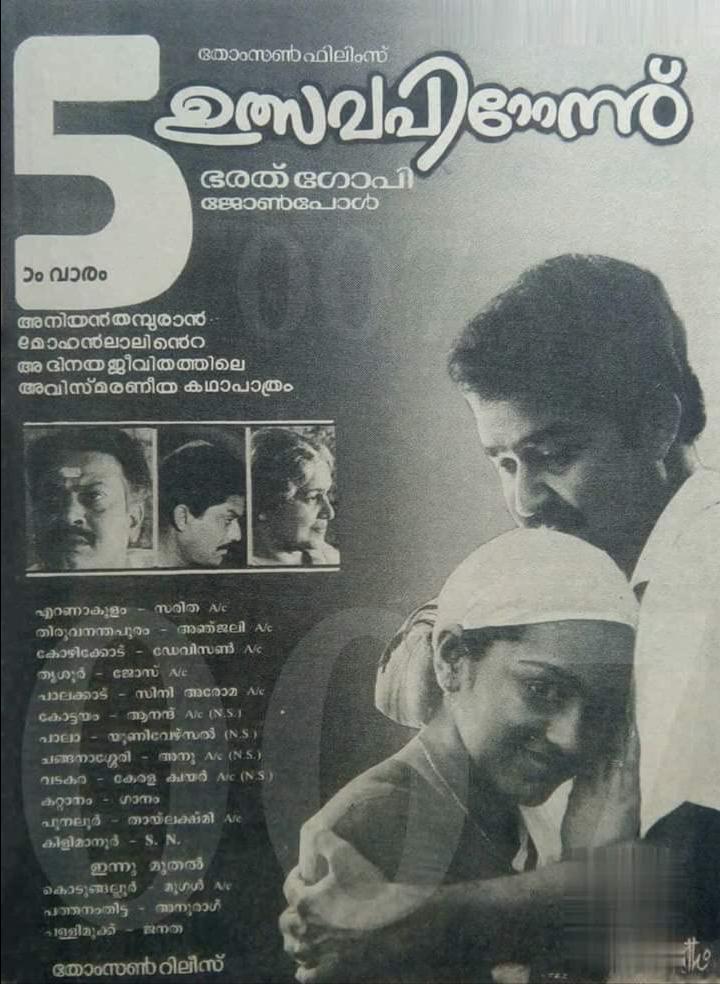 തോംസൺ ഫിലിംസ്
ഉത്സവപിറ്റേന്ന്
ഭരത് ഗോപി
ജോൺപോൾ
5
ാം വാരം
അനിയൻതമ്പുരാൻ
മോഹൻലാലിൻെറ
അഭിനയജീവിതത്തിലെ
അവിസ്മരണീയ കഥാപാത്രം
എറണാകുളം - സരിത A/c
തിരുവനന്തപുരം - അഞ്ജലി A/c
കോഴിക്കോട് - ഡേവിസൺ A/c
തൃശൂർ - ജോസ് A/c
പാലക്കാട് - സിനി അരോമ A/c
കോട്ടയം - ആനന്ദ് A/c (N.S.)
പാലാ - യൂണിവേഴ്സൽ (N.S.)
ചങ്ങനാശ്ശേരി - അനു A/c (N.S.)
വടകര - കേരള ക്വയർ A/c (N.S)
കറ്റാനം - ഗാനം
പുനലൂർ - തായ്‌ലക്ഷ്മി A/c
കിളിമാനൂർ - S. N.
ഇന്നു മുതൽ
കൊടുങ്ങല്ലൂർ - മുഗൾ A/c
പത്തനംതിട്ട - അനുരാഗ്
പള്ളിമുക്ക് - ജനത
തോംസൺ റിലീസ്